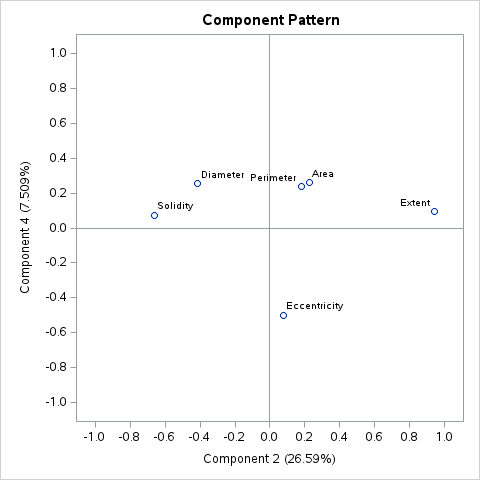 Component Pattern
1.0
0.8
0.6
0.4
0.2
0.0
-0.2
-0.4
-0.6
-0.8
-1.0
Component 4 (7.509%)
Diameter
Perimeter
Area
Solidity
Extent
Eccentricity
-1.0 -0.8 -0.6 -0.4 -0.2 0.0 0.2 0.4 0.6 0.8 1.0
Component 2 (26.59%)